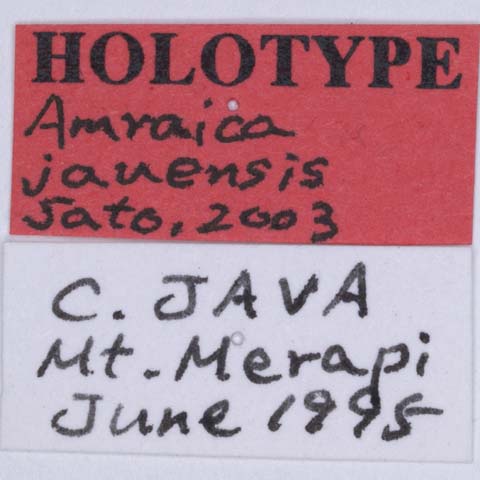 HOLOTYPE
Amraica
javensis
Sato, 2003
C. JAVA
Mt. Merapi
June 1995